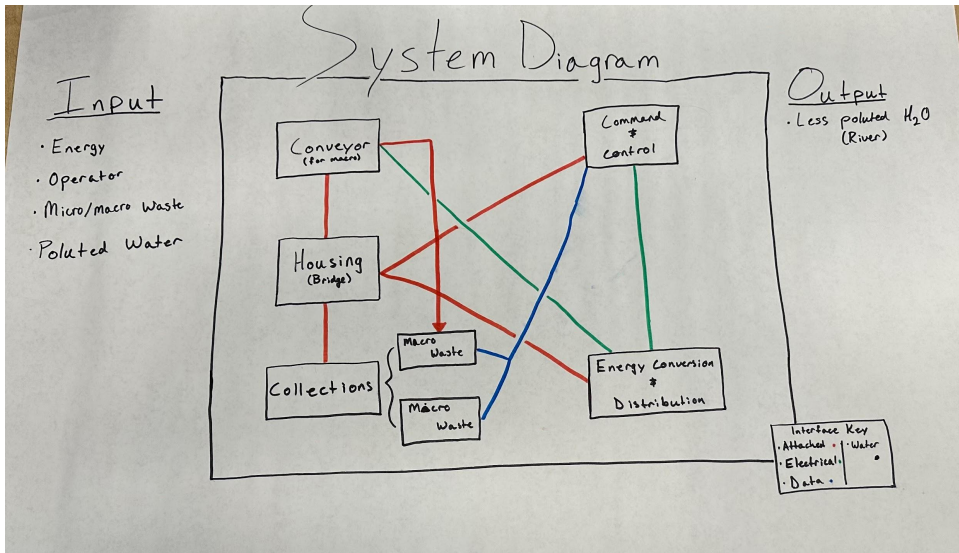 System Diagram
Input
· Energy
· Operator
· Micro/macro Waste
· Poluted Water
Conveyor
(for macro)
Housing
(Bridge)
Collections
Macro
Waste
Micro
Waste
Command
&
Control
Energy Conversion
&
Distribution
Output
· Less poluted H₂O
(River)
Interface Key
· Attached ·
· Electrical ·
· Data ·
· Water ·